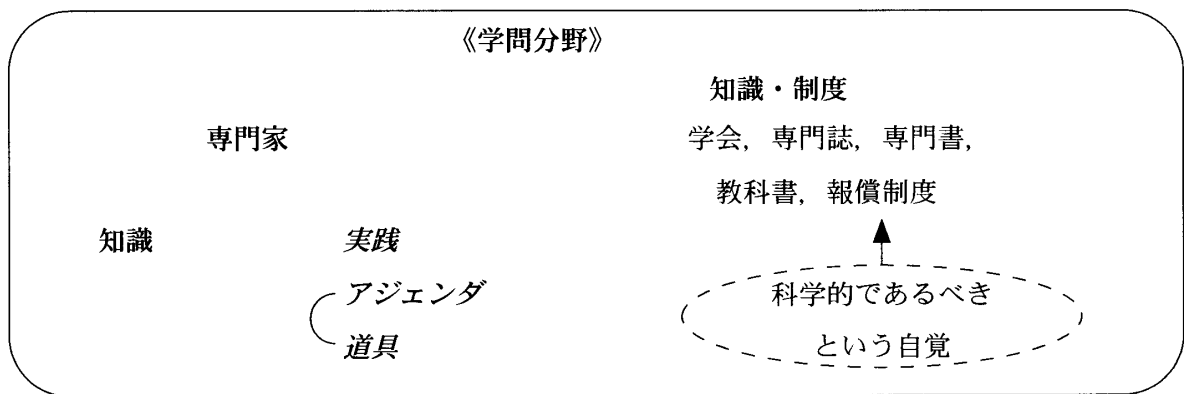 《学問分野》
知識・制度
専門家
学会，専門誌，専門書，
教科書，報償制度
知識
実践
アジェンダ
道具
科学的であるべき
という自覚